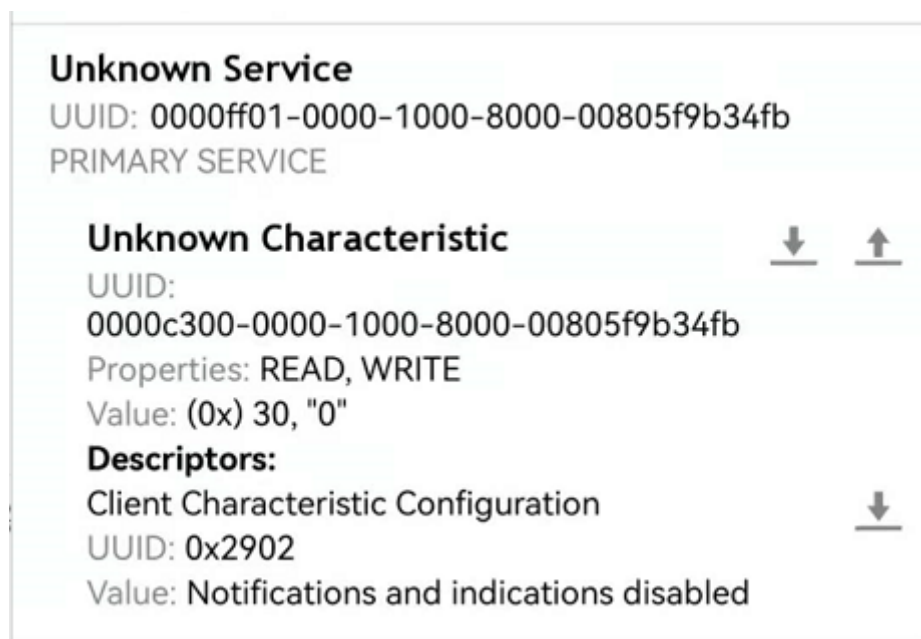 Unknown Service
UUID: 0000ff01-0000-1000-8000-00805f9b34fb
PRIMARY SERVICE
Unknown Characteristic
UUID:
0000c300-0000-1000-8000-00805f9b34fb
Properties: READ, WRITE
Value: (0x) 30, "0"
Descriptors:
Client Characteristic Configuration
UUID: 0x2902
Value: Notifications and indications disabled